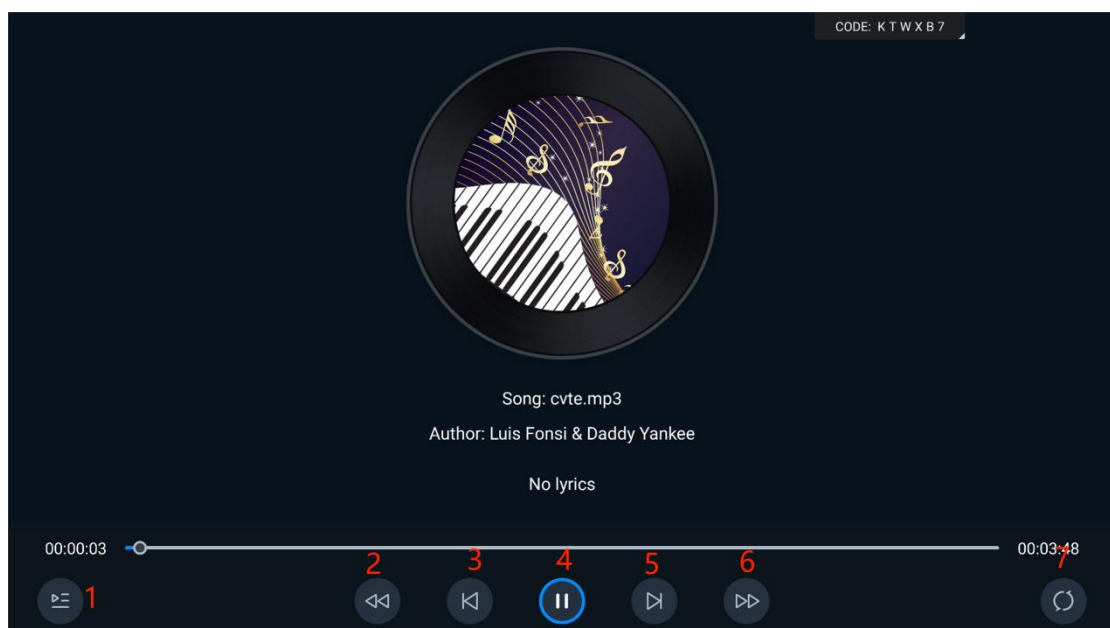 CODE: K T W X B 7
Song: cvte.mp3
Author: Luis Fonsi & Daddy Yankee
No lyrics
00:00:03
00:03:48
1
2
3
4
5
6
7